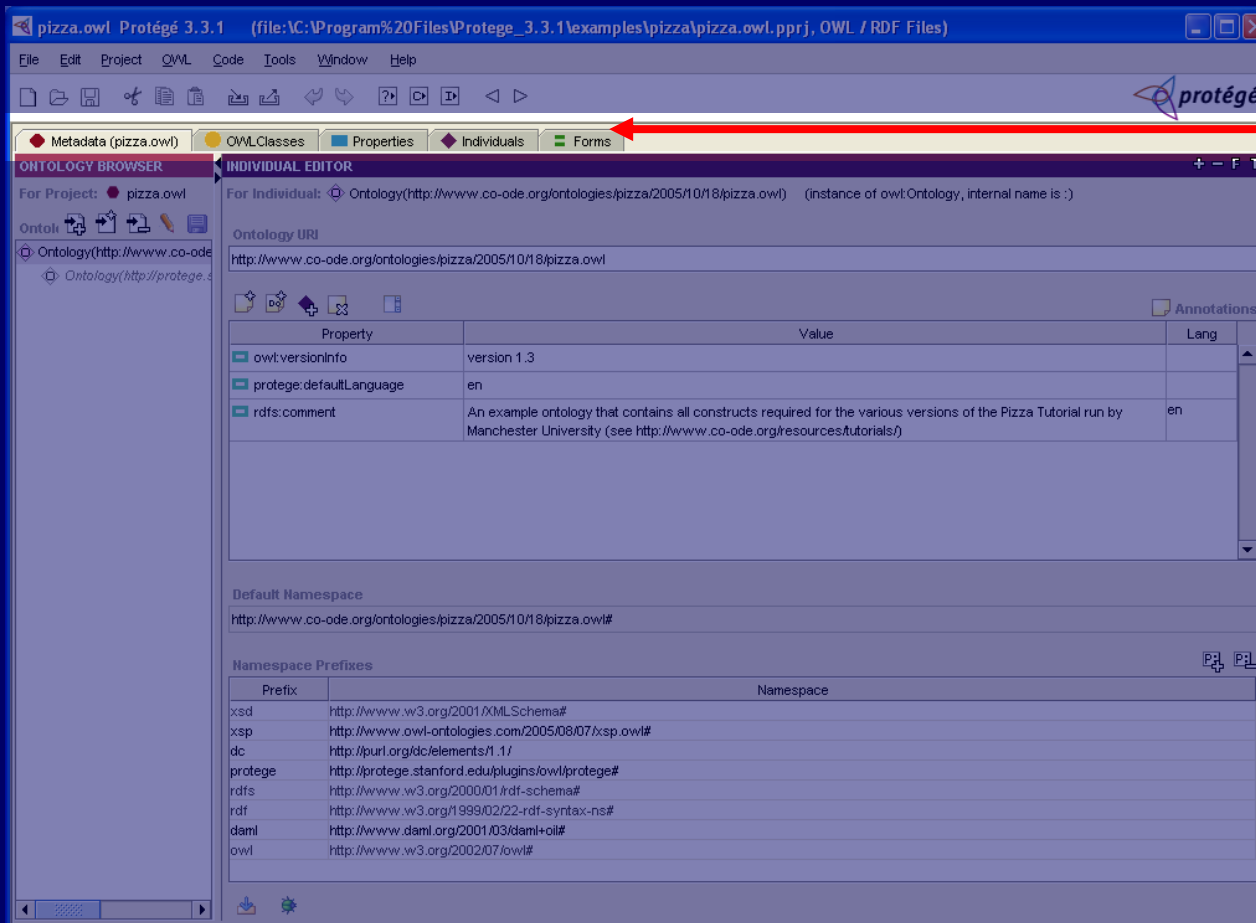 pizza.owl Protégé 3.3.1 (file:\C:\Program%20Files\Protege_3.3.1\examples\pizza\pizza.owl.pprj, OWL / RDF Files)
File Edit Project OWL Code Tools Window Help
protégé
Metadata (pizza.owl) OWLClasses Properties Individuals Forms
ONTOLOGY BROWSER
For Project: pizza.owl
Ontology(http://www.co-ode
Ontology(http://protege.s
INDIVIDUAL EDITOR + − F T
For Individual: Ontology(http://www.co-ode.org/ontologies/pizza/2005/10/18/pizza.owl) (instance of owl:Ontology, internal name is :)
Ontology URI
http://www.co-ode.org/ontologies/pizza/2005/10/18/pizza.owl
Annotations
Property Value Lang
owl:versionInfo version 1.3
protege:defaultLanguage en
rdfs:comment An example ontology that contains all constructs required for the various versions of the Pizza Tutorial run by en
Manchester University (see http://www.co-ode.org/resources/tutorials/)
Default Namespace
http://www.co-ode.org/ontologies/pizza/2005/10/18/pizza.owl#
Namespace Prefixes
Prefix Namespace
xsd http://www.w3.org/2001/XMLSchema#
xsp http://www.owl-ontologies.com/2005/08/07/xsp.owl#
dc http://purl.org/dc/elements/1.1/
protege http://protege.stanford.edu/plugins/owl/protege#
rdfs http://www.w3.org/2000/01/rdf-schema#
rdf http://www.w3.org/1999/02/22-rdf-syntax-ns#
daml http://www.daml.org/2001/03/daml+oil#
owl http://www.w3.org/2002/07/owl#